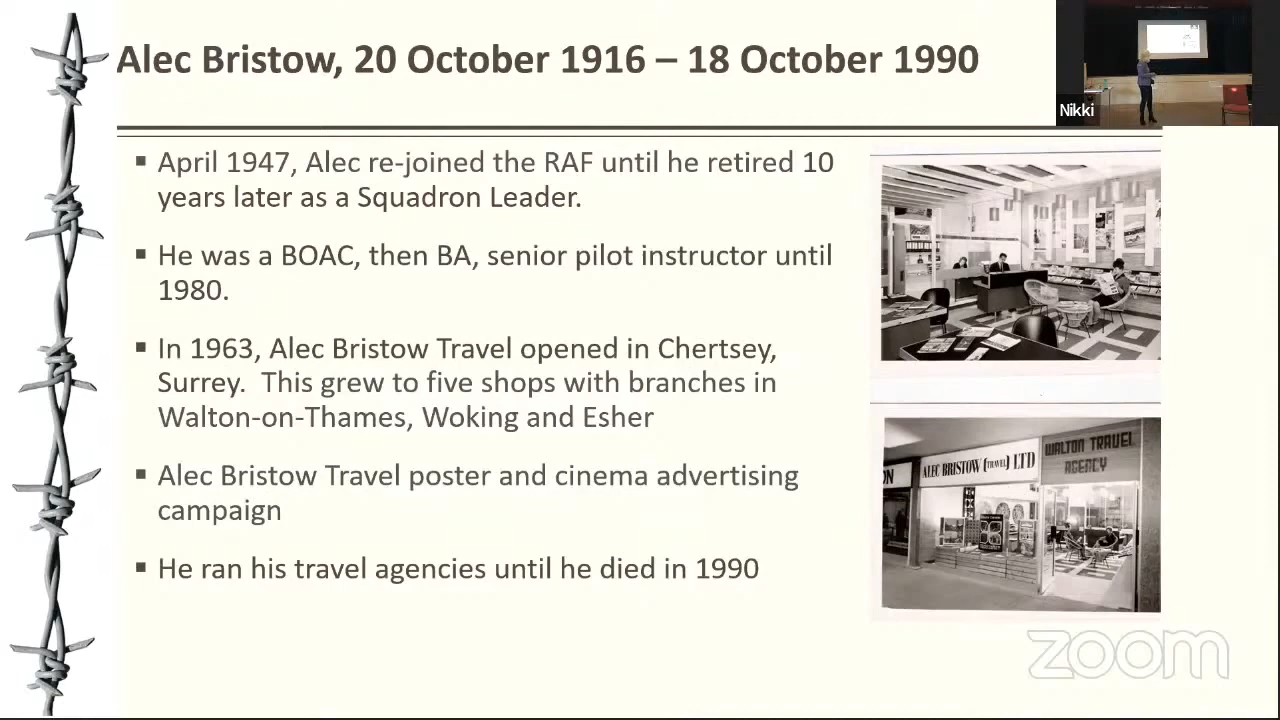 Alec Bristow, 20 October 1916 – 18 October 1990
Nikki
▪ April 1947, Alec re-joined the RAF until he retired 10
years later as a Squadron Leader.
▪ He was a BOAC, then BA, senior pilot instructor until
1980.
▪ In 1963, Alec Bristow Travel opened in Chertsey,
Surrey.  This grew to five shops with branches in
Walton-on-Thames, Woking and Esher
▪ Alec Bristow Travel poster and cinema advertising
campaign
▪ He ran his travel agencies until he died in 1990
ON
ALEC BRISTOW (TRAVEL) LTD
WALTON TRAVEL
AGENCY
zoom